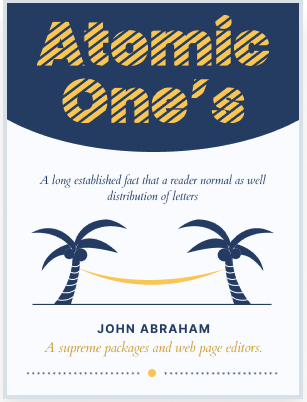 Atomic
One's
A long established fact that a reader normal as well
distribution of letters
JOHN ABRAHAM
A supreme packages and web page editors.